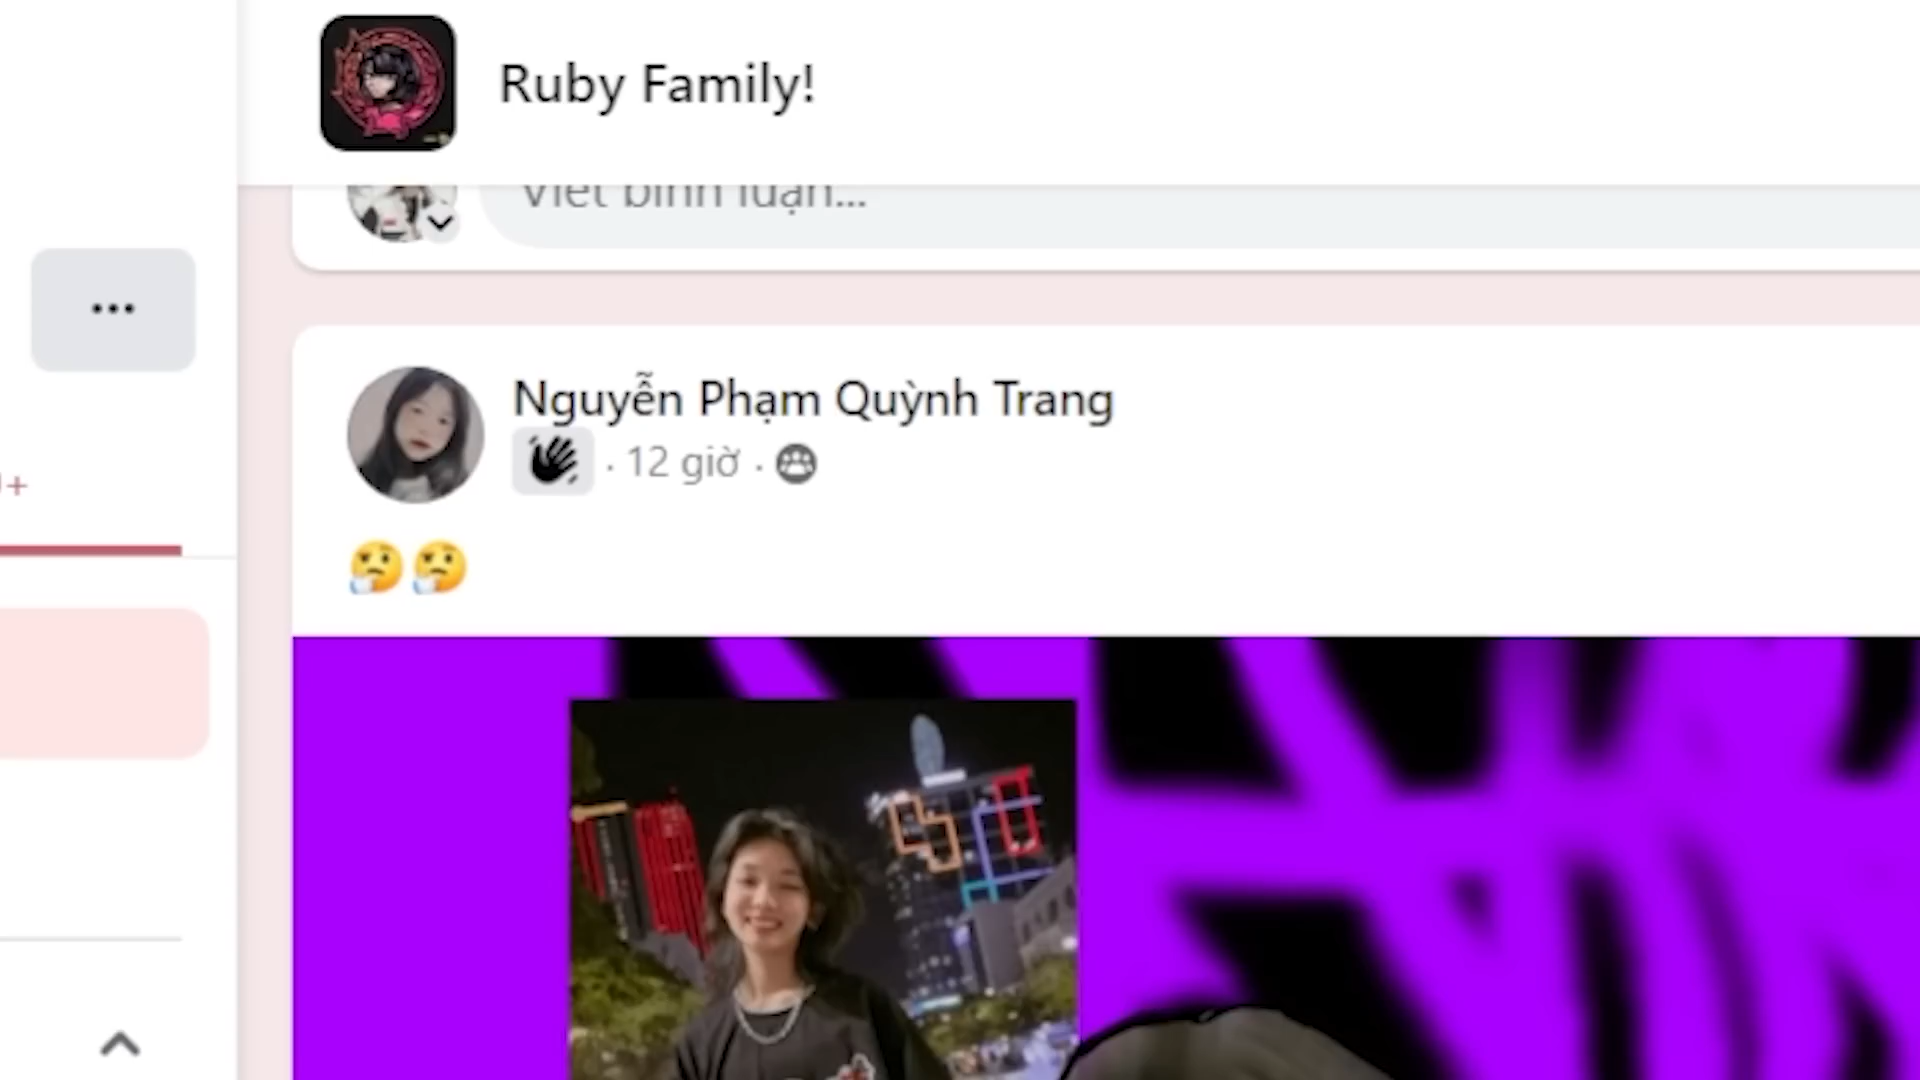 Ruby Family!
Viết bình luận...
Nguyễn Phạm Quỳnh Trang
· 12 giờ ·